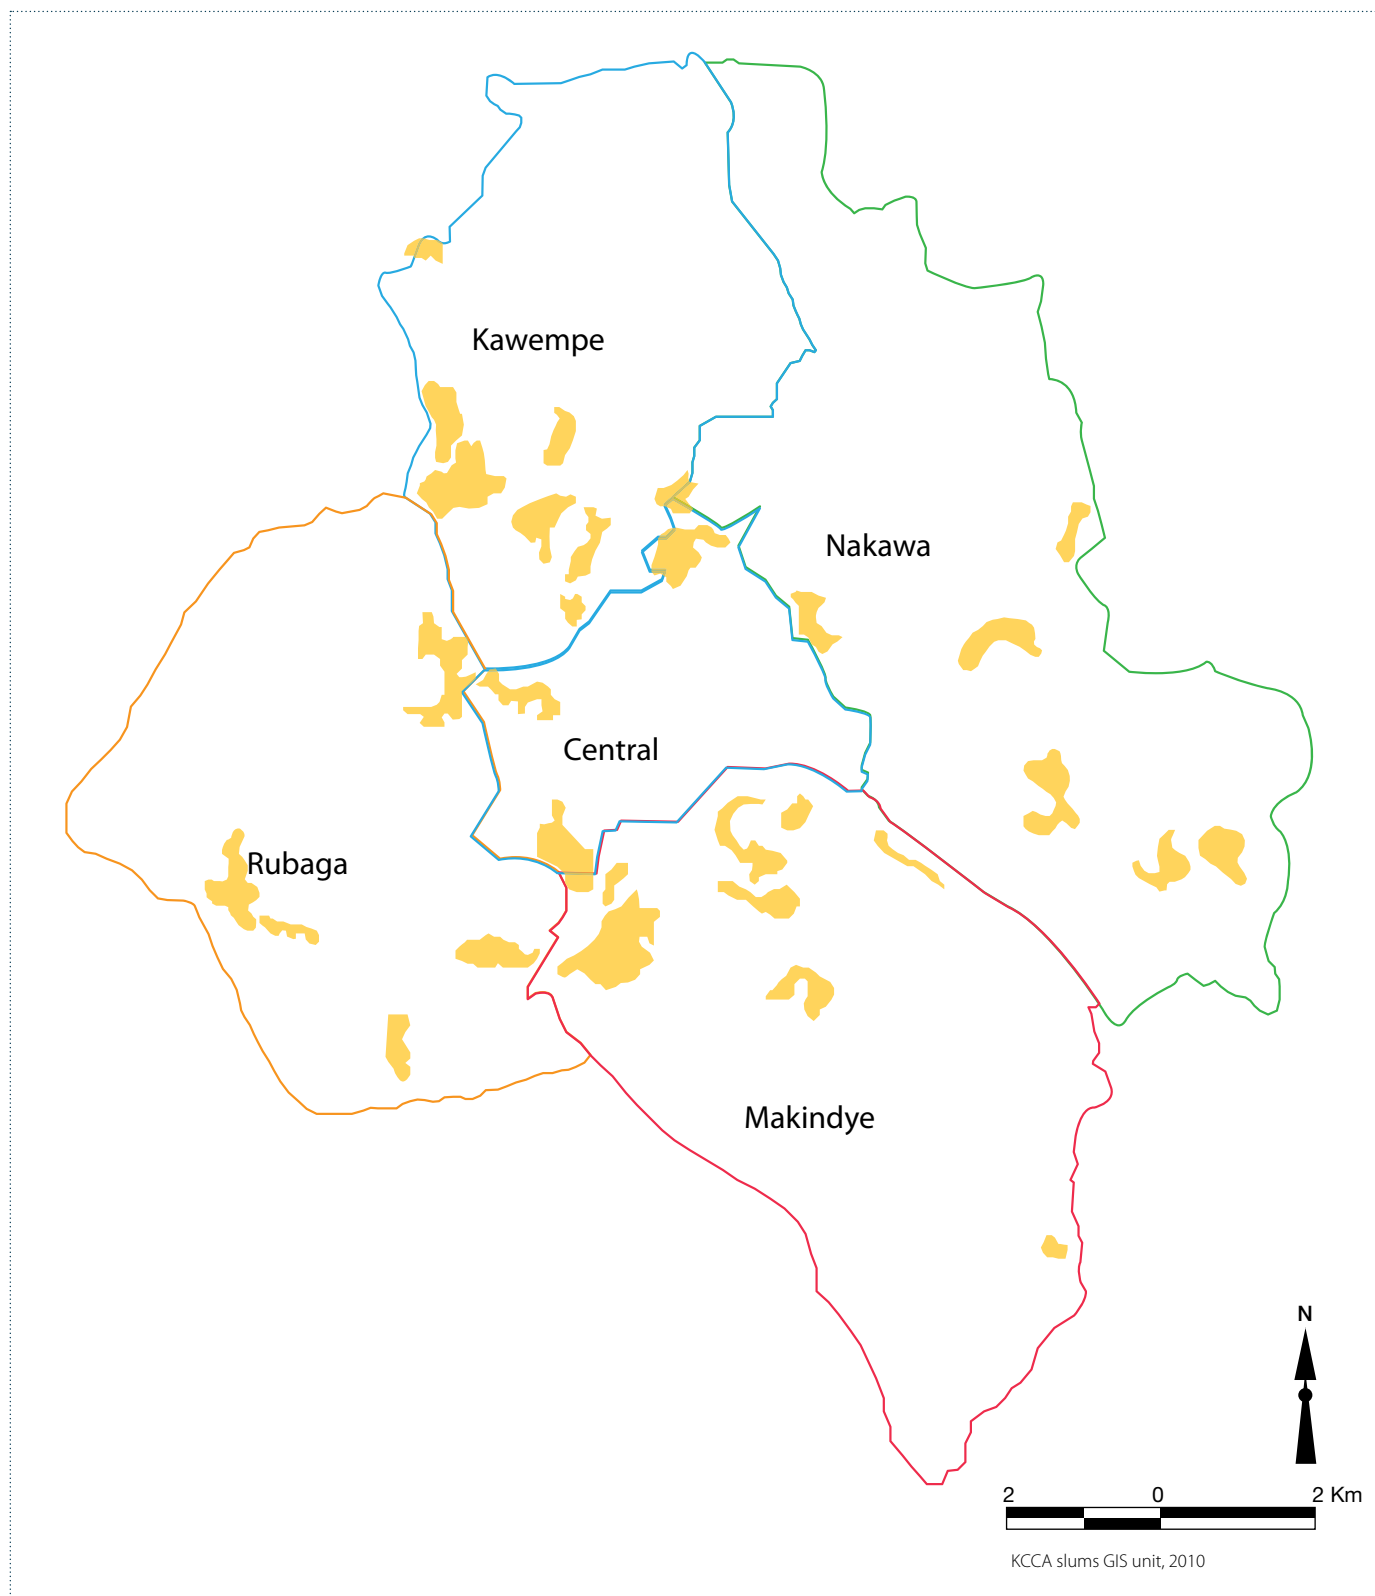 Kawempe
Nakawa
Central
Rubaga
Makindye
N
2 0 2 Km
KCCA slums GIS unit, 2010